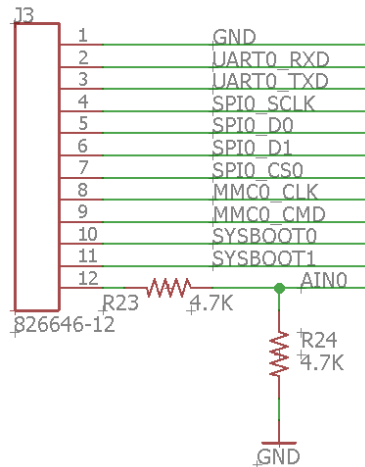 J3
1 GND
2 UART0_RXD
3 UART0_TXD
4 SPI0_SCLK
5 SPI0_D0
6 SPI0_D1
7 SPI0_CS0
8 MMC0_CLK
9 MMC0_CMD
10 SYSBOOT0
11 SYSBOOT1
12 AIN0
R23 4.7K
826646-12
R24
4.7K
GND